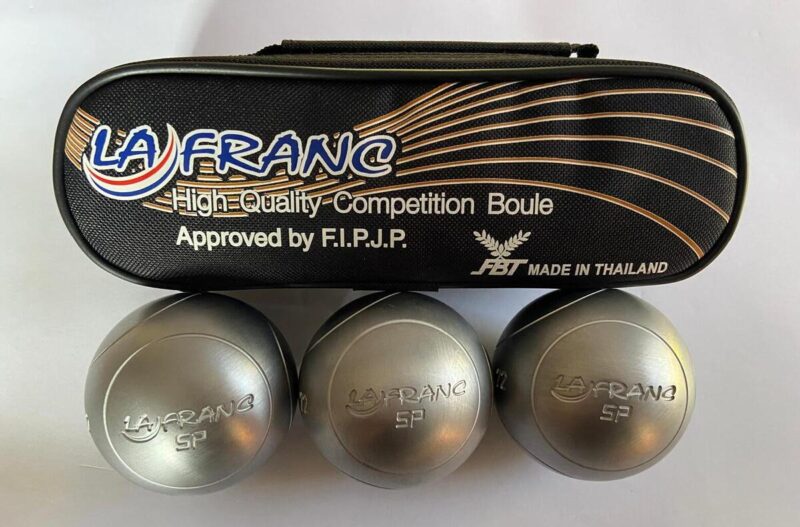 LA FRANC
High Quality Competition Boule
Approved by F.I.P.J.P.
FBT MADE IN THAILAND
LA FRANC
SP
LA FRANC
SP
LA FRANC
SP